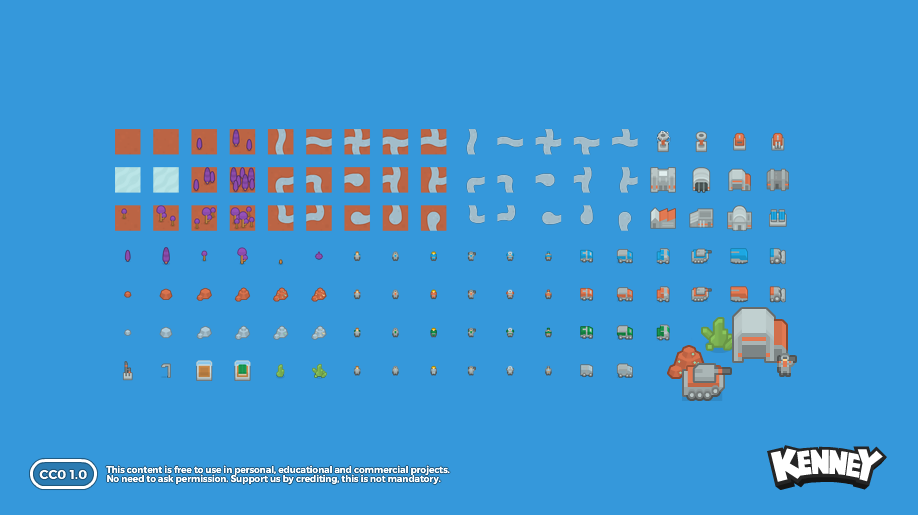 CC0 1.0
This content is free to use in personal, educational and commercial projects.
No need to ask permission. Support us by crediting, this is not mandatory.
KENNEY